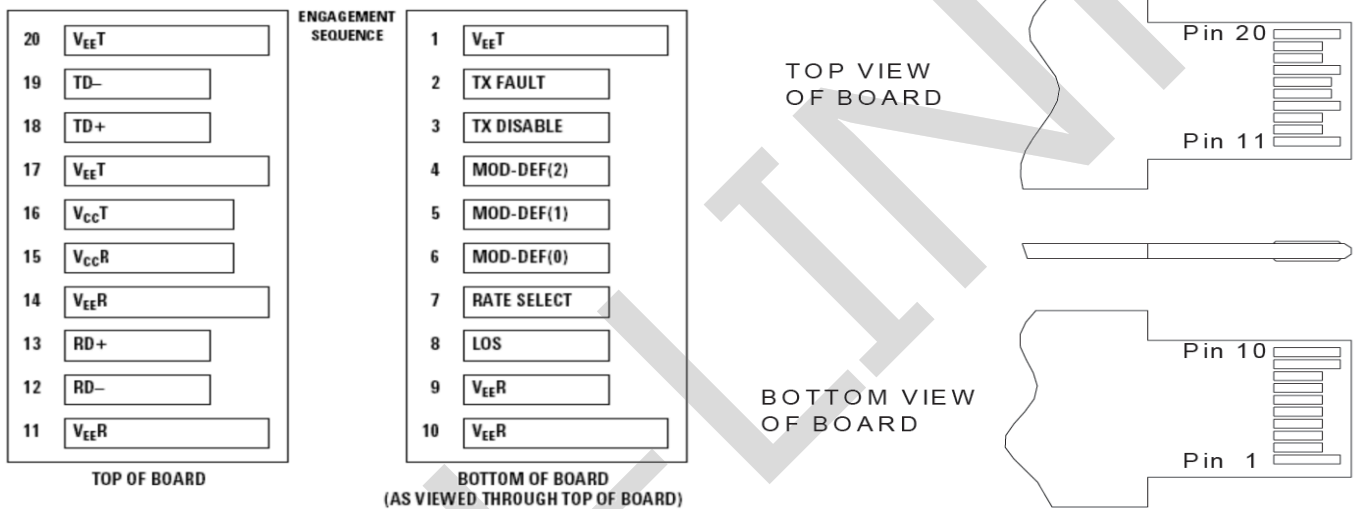 ENGAGEMENT
SEQUENCE
20 VEET
19 TD–
18 TD+
17 VEET
16 VCCT
15 VCCR
14 VEER
13 RD+
12 RD–
11 VEER
TOP OF BOARD
1 VEET
2 TX FAULT
3 TX DISABLE
4 MOD-DEF(2)
5 MOD-DEF(1)
6 MOD-DEF(0)
7 RATE SELECT
8 LOS
9 VEER
10 VEER
BOTTOM OF BOARD
(AS VIEWED THROUGH TOP OF BOARD)
TOP VIEW
OF BOARD
Pin 20
Pin 11
BOTTOM VIEW
OF BOARD
Pin 10
Pin 1